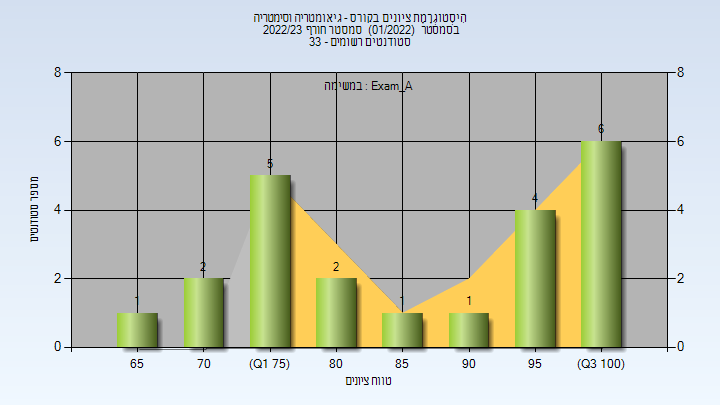 היסטוגרמת ציונים בקורס - גיאומטריה וסימטריה
בסמסטר (01/2022) סמסטר חורף 2022/23
סטודנטים רשומים - 33
במשימה : Exam_A
8 8
6 6
4 4
2 2
0 0
1 2 5 2 1 1 4 6
מספר סטודנטים
65 70 (Q1 75) 80 85 90 95 (Q3 100)
טווח ציונים